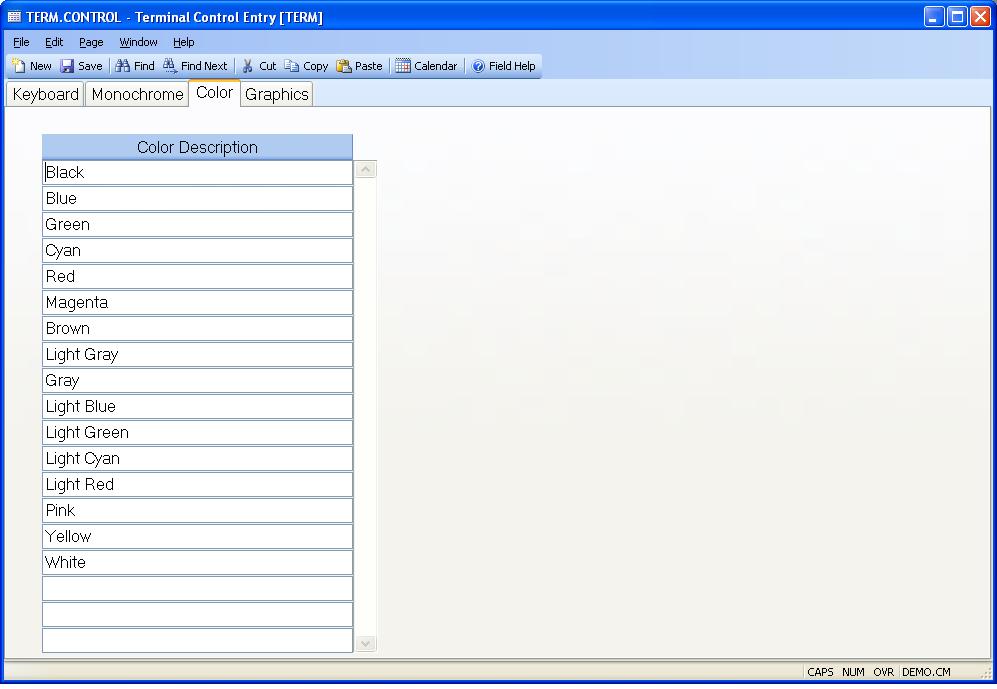 TERM.CONTROL - Terminal Control Entry [TERM]
File Edit Page Window Help
New Save Find Find Next Cut Copy Paste Calendar Field Help
Keyboard Monochrome Color Graphics
Color Description
Black
Blue
Green
Cyan
Red
Magenta
Brown
Light Gray
Gray
Light Blue
Light Green
Light Cyan
Light Red
Pink
Yellow
White
CAPS NUM OVR DEMO.CM